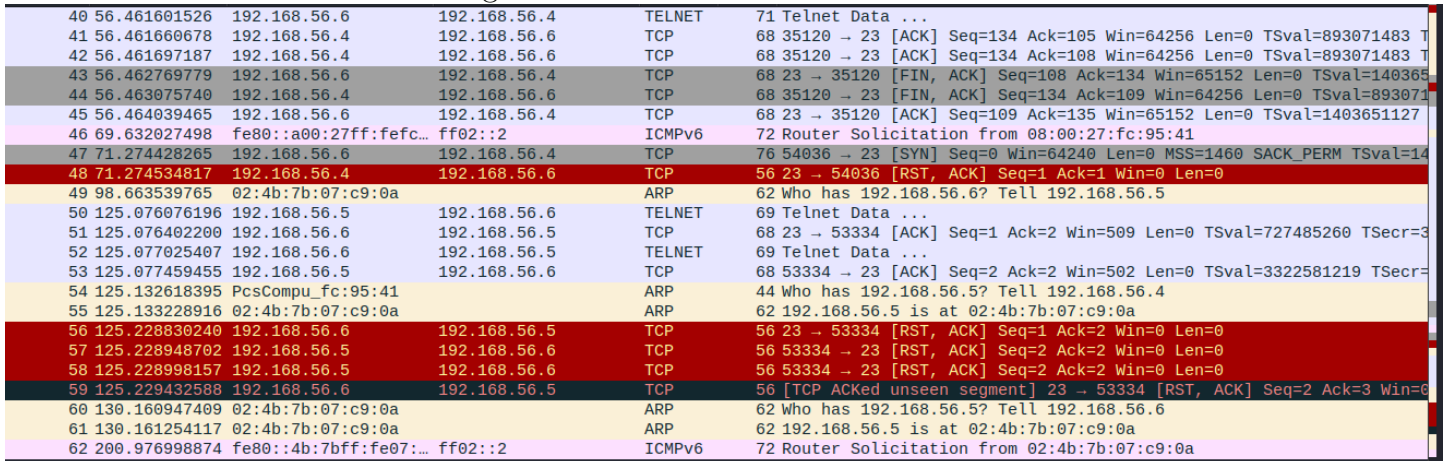 40 56.461601526 192.168.56.6 192.168.56.4 TELNET 71 Telnet Data ...
41 56.461660678 192.168.56.4 192.168.56.6 TCP 68 35120 → 23 [ACK] Seq=134 Ack=105 Win=64256 Len=0 TSval=893071483 T
42 56.461697187 192.168.56.4 192.168.56.6 TCP 68 35120 → 23 [ACK] Seq=134 Ack=108 Win=64256 Len=0 TSval=893071483 T
43 56.462769779 192.168.56.6 192.168.56.4 TCP 68 23 → 35120 [FIN, ACK] Seq=108 Ack=134 Win=65152 Len=0 TSval=140365
44 56.463075740 192.168.56.4 192.168.56.6 TCP 68 35120 → 23 [FIN, ACK] Seq=134 Ack=109 Win=64256 Len=0 TSval=893071
45 56.464039465 192.168.56.6 192.168.56.4 TCP 68 23 → 35120 [ACK] Seq=109 Ack=135 Win=65152 Len=0 TSval=1403651127
46 69.632027498 fe80::a00:27ff:fefc… ff02::2 ICMPv6 72 Router Solicitation from 08:00:27:fc:95:41
47 71.274428265 192.168.56.6 192.168.56.4 TCP 76 54036 → 23 [SYN] Seq=0 Win=64240 Len=0 MSS=1460 SACK_PERM TSval=14
48 71.274534817 192.168.56.4 192.168.56.6 TCP 56 23 → 54036 [RST, ACK] Seq=1 Ack=1 Win=0 Len=0
49 98.663539765 02:4b:7b:07:c9:0a ARP 62 Who has 192.168.56.6? Tell 192.168.56.5
50 125.076076196 192.168.56.5 192.168.56.6 TELNET 69 Telnet Data ...
51 125.076402200 192.168.56.6 192.168.56.5 TCP 68 23 → 53334 [ACK] Seq=1 Ack=2 Win=509 Len=0 TSval=727485260 TSecr=3
52 125.077025407 192.168.56.6 192.168.56.5 TELNET 69 Telnet Data ...
53 125.077459455 192.168.56.5 192.168.56.6 TCP 68 53334 → 23 [ACK] Seq=2 Ack=2 Win=502 Len=0 TSval=3322581219 TSecr=
54 125.132618395 PcsCompu_fc:95:41 ARP 44 Who has 192.168.56.5? Tell 192.168.56.4
55 125.133228916 02:4b:7b:07:c9:0a ARP 62 192.168.56.5 is at 02:4b:7b:07:c9:0a
56 125.228830240 192.168.56.6 192.168.56.5 TCP 56 23 → 53334 [RST, ACK] Seq=1 Ack=2 Win=0 Len=0
57 125.228948702 192.168.56.5 192.168.56.6 TCP 56 53334 → 23 [RST, ACK] Seq=2 Ack=2 Win=0 Len=0
58 125.228998157 192.168.56.5 192.168.56.6 TCP 56 53334 → 23 [RST, ACK] Seq=2 Ack=2 Win=0 Len=0
59 125.229432588 192.168.56.6 192.168.56.5 TCP 56 [TCP ACKed unseen segment] 23 → 53334 [RST, ACK] Seq=2 Ack=3 Win=0
60 130.160947409 02:4b:7b:07:c9:0a ARP 62 Who has 192.168.56.5? Tell 192.168.56.6
61 130.161254117 02:4b:7b:07:c9:0a ARP 62 192.168.56.5 is at 02:4b:7b:07:c9:0a
62 200.976998874 fe80::4b:7bff:fe07:… ff02::2 ICMPv6 72 Router Solicitation from 02:4b:7b:07:c9:0a